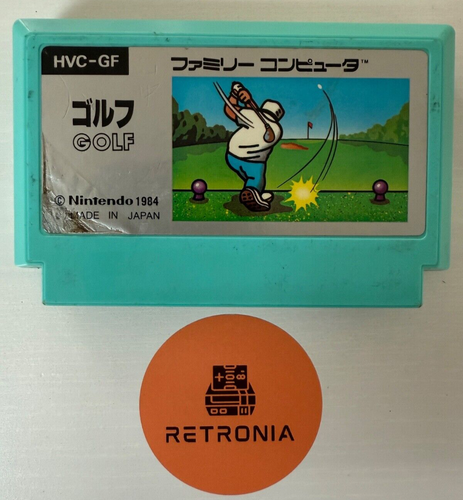 HVC-GF
ファミリー コンピュータ™
ゴルフ
GOLF
© Nintendo 1984
MADE IN JAPAN
RETRONIA